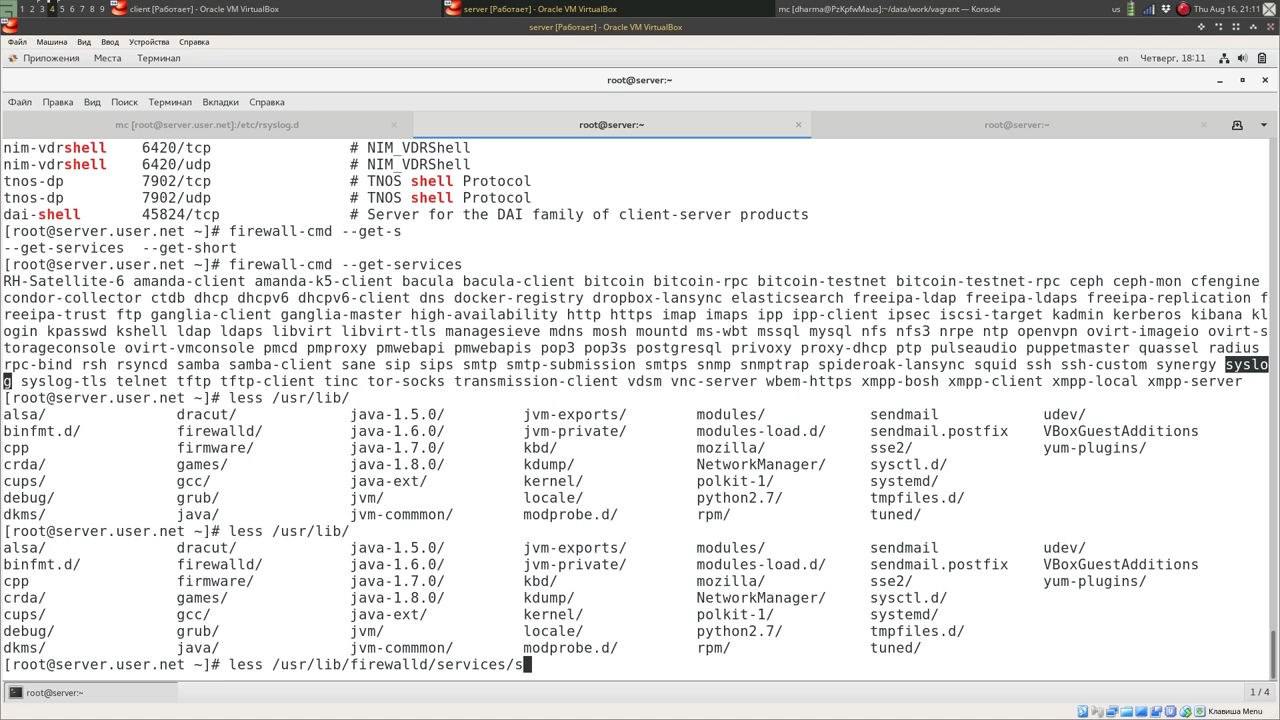 1 2 3 4 5 6 7 8 9 client [Работает] - Oracle VM VirtualBox server [Работает] - Oracle VM VirtualBox mc [dharma@PzKpfwMaus]:~/data/work/vagrant — Konsole us Thu Aug 16, 21:11
server [Работает] - Oracle VM VirtualBox
Файл Машина Вид Ввод Устройства Справка
Приложения Места Терминал en Четверг, 18:11
root@server:~
Файл Правка Вид Поиск Терминал Вкладки Справка
mc [root@server.user.net]:/etc/rsyslog.d × root@server:~ × root@server:~ ×
nim-vdrshell 6420/tcp # NIM_VDRShell
nim-vdrshell 6420/udp # NIM_VDRShell
tnos-dp 7902/tcp # TNOS shell Protocol
tnos-dp 7902/udp # TNOS shell Protocol
dai-shell 45824/tcp # Server for the DAI family of client-server products
[root@server.user.net ~]# firewall-cmd --get-s
--get-services --get-short
[root@server.user.net ~]# firewall-cmd --get-services
RH-Satellite-6 amanda-client amanda-k5-client bacula bacula-client bitcoin bitcoin-rpc bitcoin-testnet bitcoin-testnet-rpc ceph ceph-mon cfengine
condor-collector ctdb dhcp dhcpv6 dhcpv6-client dns docker-registry dropbox-lansync elasticsearch freeipa-ldap freeipa-ldaps freeipa-replication f
reeipa-trust ftp ganglia-client ganglia-master high-availability http https imap imaps ipp ipp-client ipsec iscsi-target kadmin kerberos kibana kl
ogin kpasswd kshell ldap ldaps libvirt libvirt-tls managesieve mdns mosh mountd ms-wbt mssql mysql nfs nfs3 nrpe ntp openvpn ovirt-imageio ovirt-s
torageconsole ovirt-vmconsole pmcd pmproxy pmwebapi pmwebapis pop3 pop3s postgresql privoxy proxy-dhcp ptp pulseaudio puppetmaster quassel radius
rpc-bind rsh rsyncd samba samba-client sane sip sips smtp smtp-submission smtps snmp snmptrap spideroak-lansync squid ssh ssh-custom synergy syslo
g syslog-tls telnet tftp tftp-client tinc tor-socks transmission-client vdsm vnc-server wbem-https xmpp-bosh xmpp-client xmpp-local xmpp-server
[root@server.user.net ~]# less /usr/lib/
alsa/ dracut/ java-1.5.0/ jvm-exports/ modules/ sendmail udev/
binfmt.d/ firewalld/ java-1.6.0/ jvm-private/ modules-load.d/ sendmail.postfix VBoxGuestAdditions
cpp firmware/ java-1.7.0/ kbd/ mozilla/ sse2/ yum-plugins/
crda/ games/ java-1.8.0/ kdump/ NetworkManager/ sysctl.d/
cups/ gcc/ java-ext/ kernel/ polkit-1/ systemd/
debug/ grub/ jvm/ locale/ python2.7/ tmpfiles.d/
dkms/ java/ jvm-commmon/ modprobe.d/ rpm/ tuned/
[root@server.user.net ~]# less /usr/lib/
alsa/ dracut/ java-1.5.0/ jvm-exports/ modules/ sendmail udev/
binfmt.d/ firewalld/ java-1.6.0/ jvm-private/ modules-load.d/ sendmail.postfix VBoxGuestAdditions
cpp firmware/ java-1.7.0/ kbd/ mozilla/ sse2/ yum-plugins/
crda/ games/ java-1.8.0/ kdump/ NetworkManager/ sysctl.d/
cups/ gcc/ java-ext/ kernel/ polkit-1/ systemd/
debug/ grub/ jvm/ locale/ python2.7/ tmpfiles.d/
dkms/ java/ jvm-commmon/ modprobe.d/ rpm/ tuned/
[root@server.user.net ~]# less /usr/lib/firewalld/services/s
root@server:~ 1 / 4
Клавиша Menu